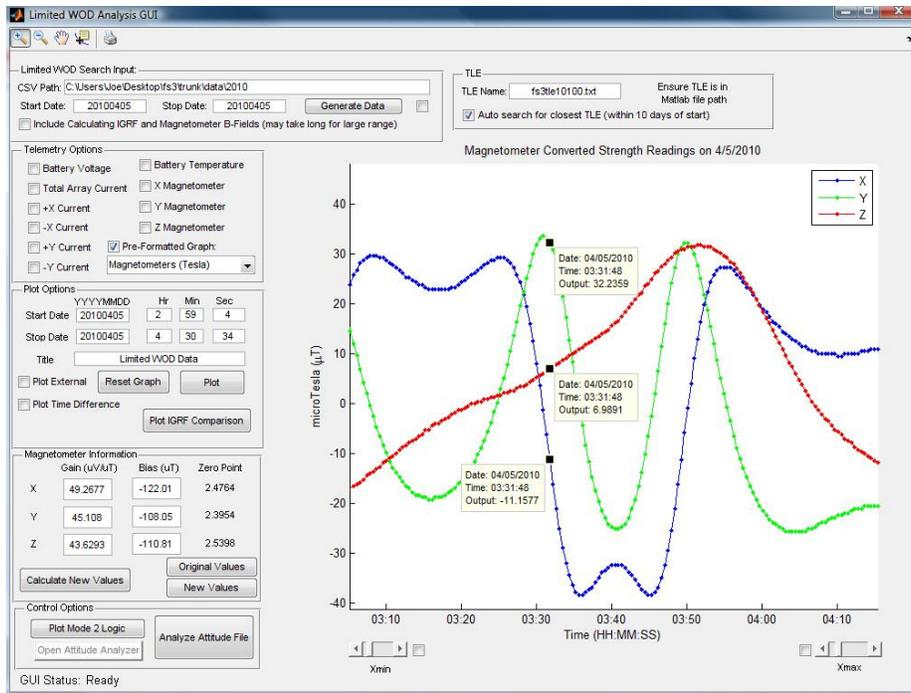 Limited WOD Analysis GUI
Limited WOD Search Input:
CSV Path: C:\Users\Joe\Desktop\fs3\trunk\data\2010
Start Date: 20100405 Stop Date: 20100405 Generate Data
Include Calculating IGRF and Magnetometer B-Fields (may take long for large range)
TLE
TLE Name: fs3tle10100.txt Ensure TLE is in
Matlab file path
Auto search for closest TLE (within 10 days of start)
Telemetry Options
Battery Voltage Battery Temperature
Total Array Current X Magnetometer
+X Current Y Magnetometer
-X Current Z Magnetometer
+Y Current Pre-Formatted Graph:
-Y Current Magnetometers (Tesla)
Plot Options
YYYYMMDD Hr Min Sec
Start Date 20100405 2 59 4
Stop Date 20100405 4 30 34
Title Limited WOD Data
Plot External Reset Graph Plot
Plot Time Difference
Plot IGRF Comparison
Magnetometer Information
Gain (uV/uT) Bias (uT) Zero Point
X 49.2677 -122.01 2.4764
Y 45.108 -108.05 2.3954
Z 43.6293 -110.81 2.5398
Calculate New Values Original Values
New Values
Control Options
Plot Mode 2 Logic
Open Attitude Analyzer
Analyze Attitude File
GUI Status: Ready
Magnetometer Converted Strength Readings on 4/5/2010
X
Y
Z
40
30
20
10
0
-10
-20
-30
-40
microTesla (μT)
Date: 04/05/2010
Time: 03:31:48
Output: 32.2359
Date: 04/05/2010
Time: 03:31:48
Output: 6.9891
Date: 04/05/2010
Time: 03:31:48
Output: -11.1577
03:10 03:20 03:30 03:40 03:50 04:00 04:10
Time (HH:MM:SS)
Xmin Xmax